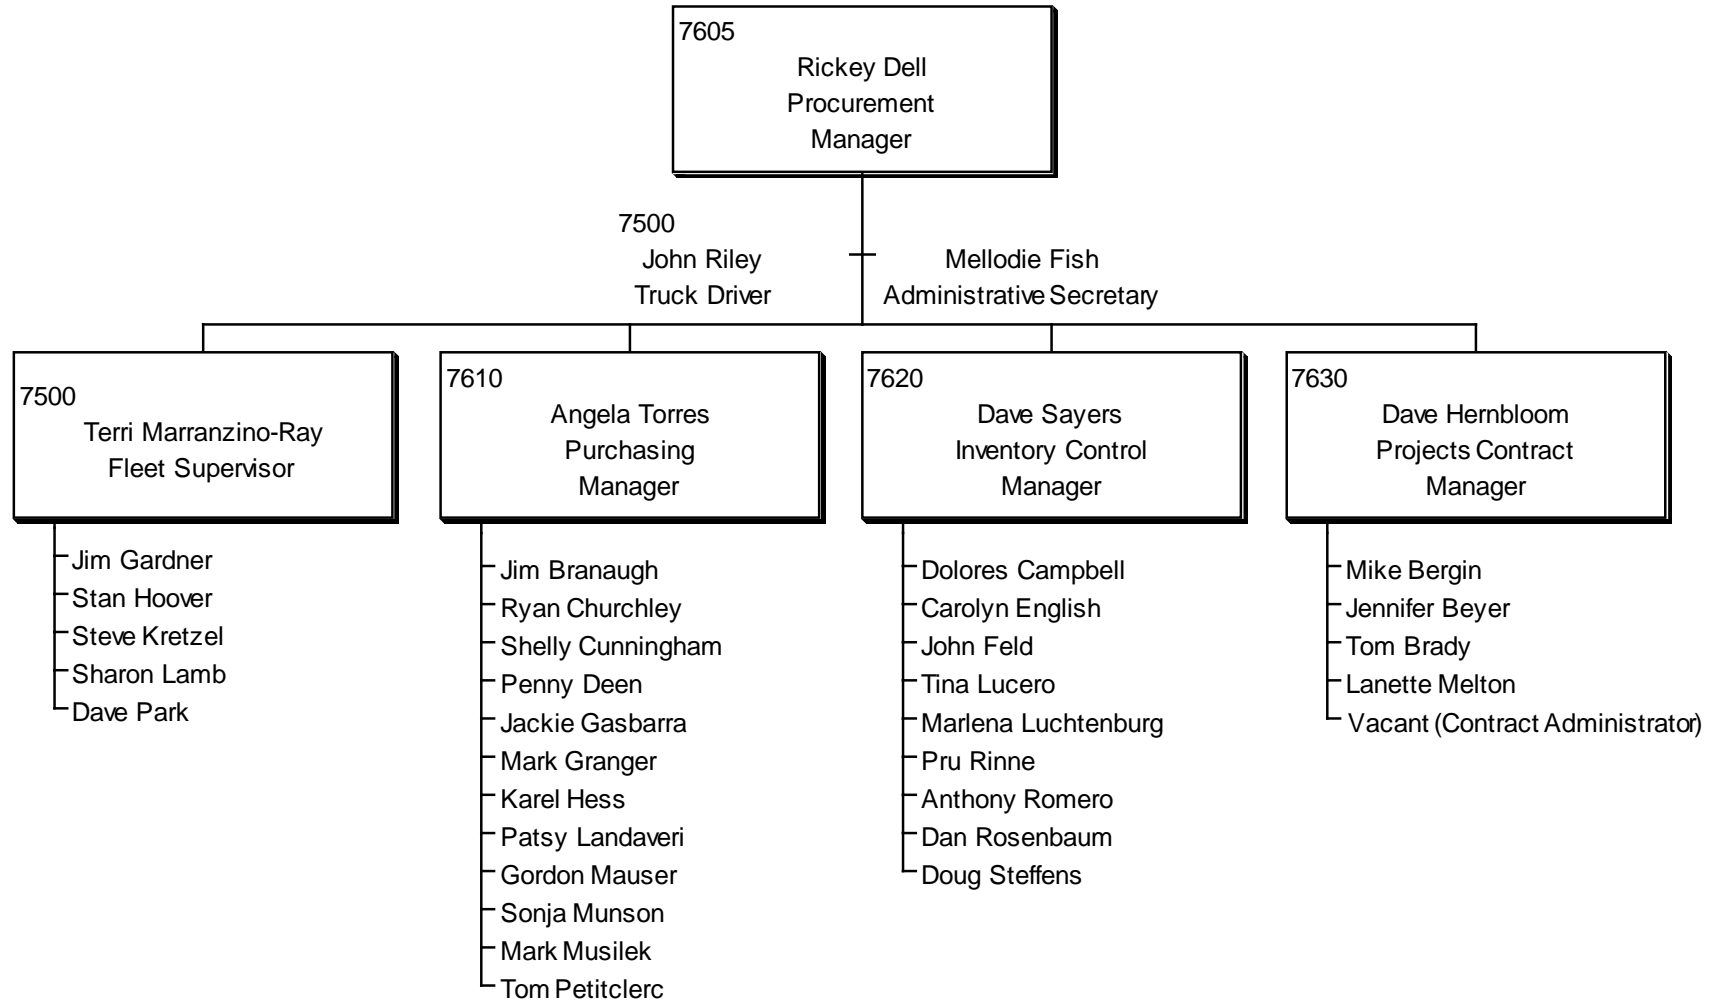 7605
Rickey Dell
Procurement
Manager
7500
John Riley
Truck Driver
Mellodie Fish
Administrative Secretary
7500
Terri Marranzino-Ray
Fleet Supervisor
Jim Gardner
Stan Hoover
Steve Kretzel
Sharon Lamb
Dave Park
7610
Angela Torres
Purchasing
Manager
Jim Branaugh
Ryan Churchley
Shelly Cunningham
Penny Deen
Jackie Gasbarra
Mark Granger
Karel Hess
Patsy Landaveri
Gordon Mauser
Sonja Munson
Mark Musilek
Tom Petitclerc
7620
Dave Sayers
Inventory Control
Manager
Dolores Campbell
Carolyn English
John Feld
Tina Lucero
Marlena Luchtenburg
Pru Rinne
Anthony Romero
Dan Rosenbaum
Doug Steffens
7630
Dave Hernbloom
Projects Contract
Manager
Mike Bergin
Jennifer Beyer
Tom Brady
Lanette Melton
Vacant (Contract Administrator)